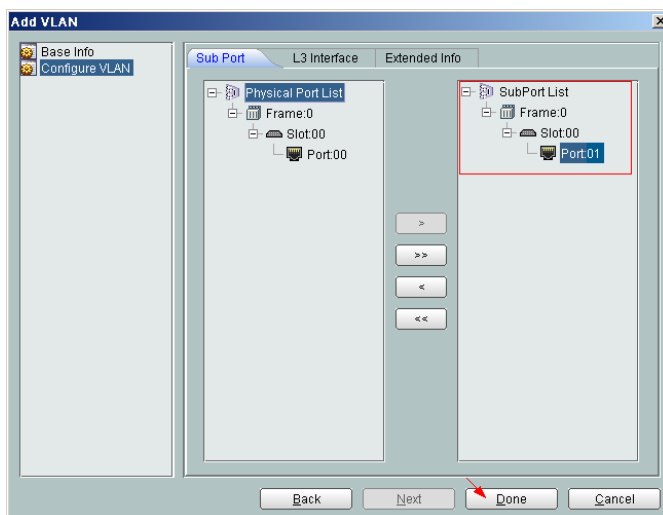 Add VLAN
Base Info
Configure VLAN
Sub Port
L3 Interface
Extended Info
Physical Port List
Frame:0
Slot:00
Port:00
>
>>
<
<<
SubPort List
Frame:0
Slot:00
Port:01
Back
Next
Done
Cancel